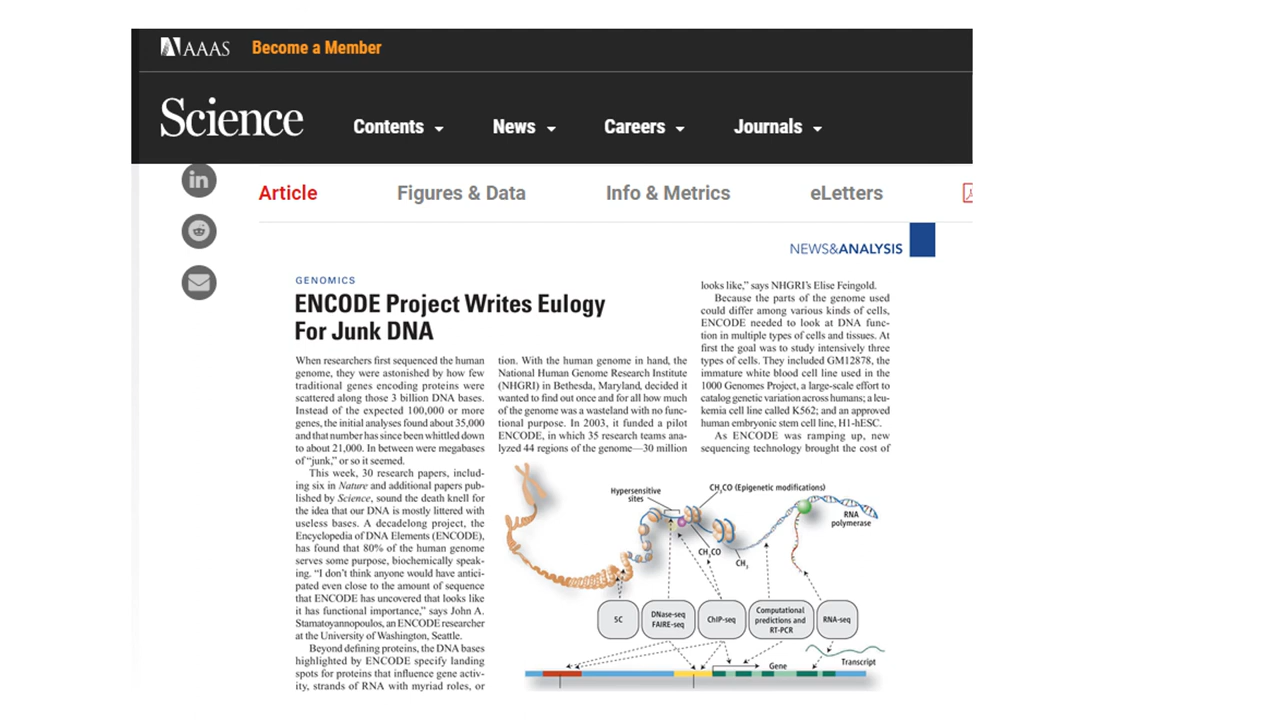 AAAS Become a Member
Science
Contents News Careers Journals
in
Article Figures & Data Info & Metrics eLetters
NEWS&ANALYSIS
GENOMICS
ENCODE Project Writes Eulogy
For Junk DNA
When researchers first sequenced the human
genome, they were astonished by how few
traditional genes encoding proteins were
scattered along those 3 billion DNA bases.
Instead of the expected 100,000 or more
genes, the initial analyses found about 35,000
and that number has since been whittled down
to about 21,000. In between were megabases
of “junk,” or so it seemed.
This week, 30 research papers, includ-
ing six in Nature and additional papers pub-
lished by Science, sound the death knell for
the idea that our DNA is mostly littered with
useless bases. A decadelong project, the
Encyclopedia of DNA Elements (ENCODE),
has found that 80% of the human genome
serves some purpose, biochemically speak-
ing. “I don’t think anyone would have antici-
pated even close to the amount of sequence
that ENCODE has uncovered that looks like
it has functional importance,” says John A.
Stamatoyannopoulos, an ENCODE researcher
at the University of Washington, Seattle.
Beyond defining proteins, the DNA bases
highlighted by ENCODE specify landing
spots for proteins that influence gene activ-
ity, strands of RNA with myriad roles, or
tion. With the human genome in hand, the
National Human Genome Research Institute
(NHGRI) in Bethesda, Maryland, decided it
wanted to find out once and for all how much
of the genome was a wasteland with no func-
tional purpose. In 2003, it funded a pilot
ENCODE, in which 35 research teams ana-
lyzed 44 regions of the genome—30 million
looks like,” says NHGRI’s Elise Feingold.
Because the parts of the genome used
could differ among various kinds of cells,
ENCODE needed to look at DNA func-
tion in multiple types of cells and tissues. At
first the goal was to study intensively three
types of cells. They included GM12878, the
immature white blood cell line used in the
1000 Genomes Project, a large-scale effort to
catalog genetic variation across humans; a leu-
kemia cell line called K562; and an approved
human embryonic stem cell line, H1-hESC.
As ENCODE was ramping up, new
sequencing technology brought the cost of
Hypersensitive
sites
CH3CO (Epigenetic modifications)
RNA
polymerase
CH3CO
CH3
5C
DNase-seq
FAIRE-seq
ChIP-seq
Computational
predictions and
RT-PCR
RNA-seq
Gene
Transcript